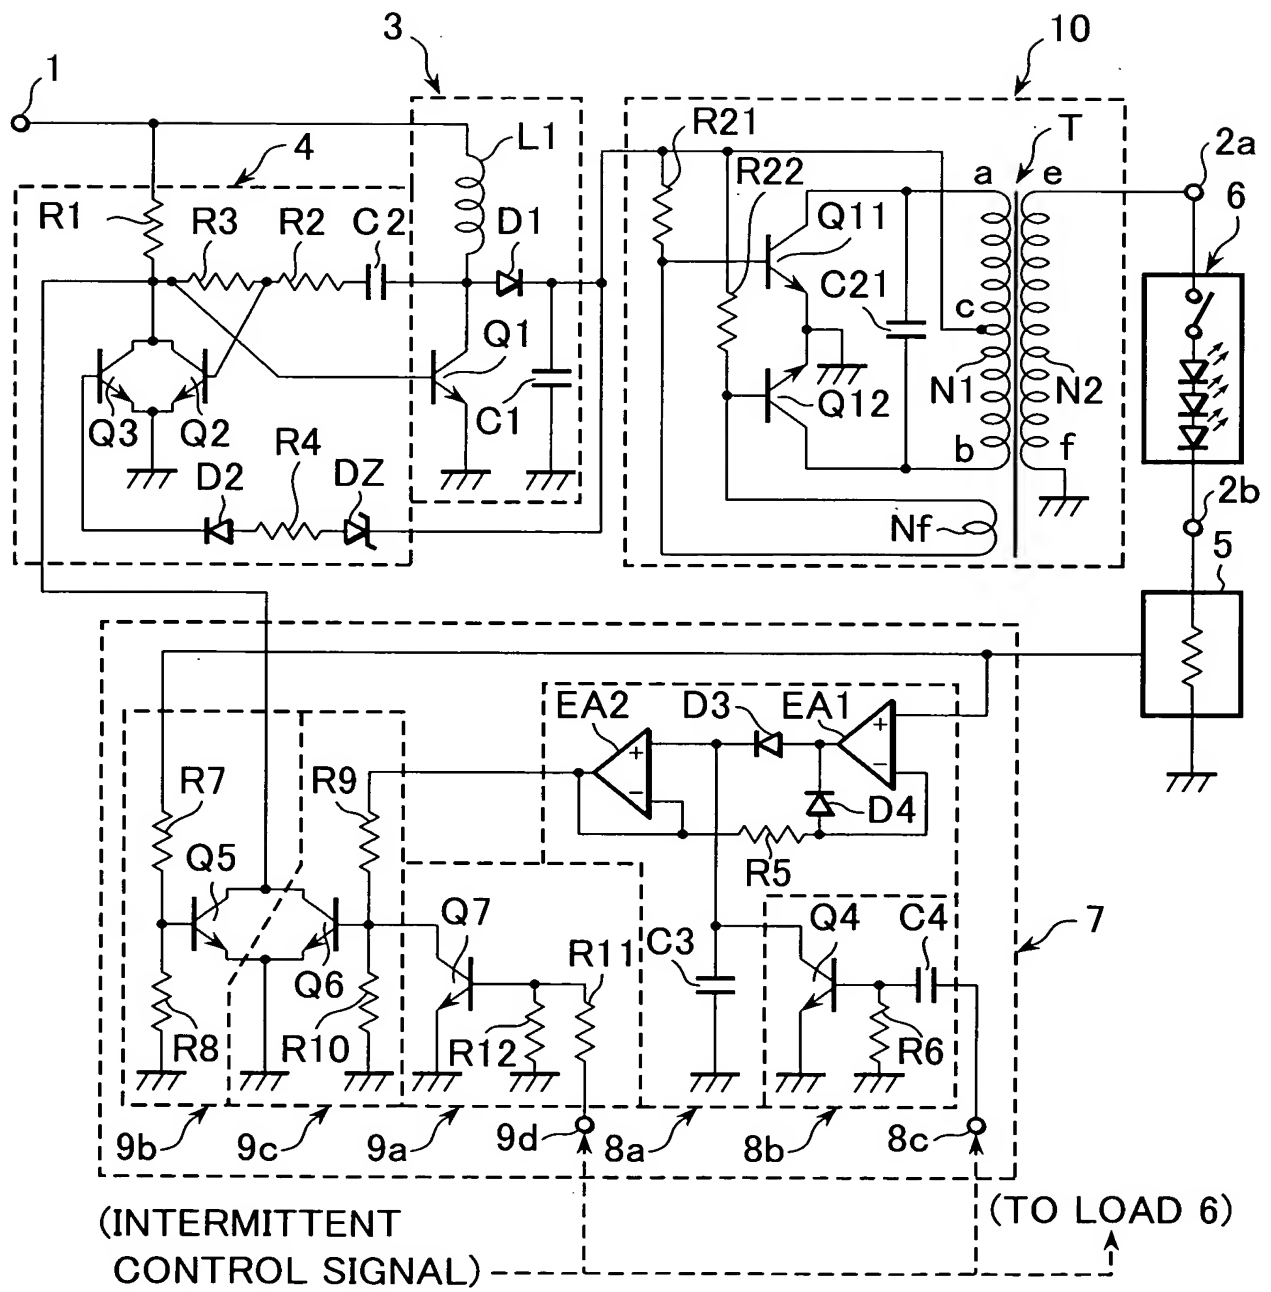 1
3
10
L1
4
R21
T
2a
R22
a
e
6
R1
R3
R2
C2
D1
Q11
C21
c
Q1
N1
N2
C1
Q12
Q3
Q2
R4
D2
DZ
b
f
2b
Nf
5
EA2
D3
EA1
+
+
−
−
R7
R9
D4
R5
Q5
Q7
Q4
C4
7
C3
R11
Q6
R8
R10
R12
R6
9b
9c
9a
9d
8a
8b
8c
(TO LOAD 6)
(INTERMITTENT
CONTROL SIGNAL)